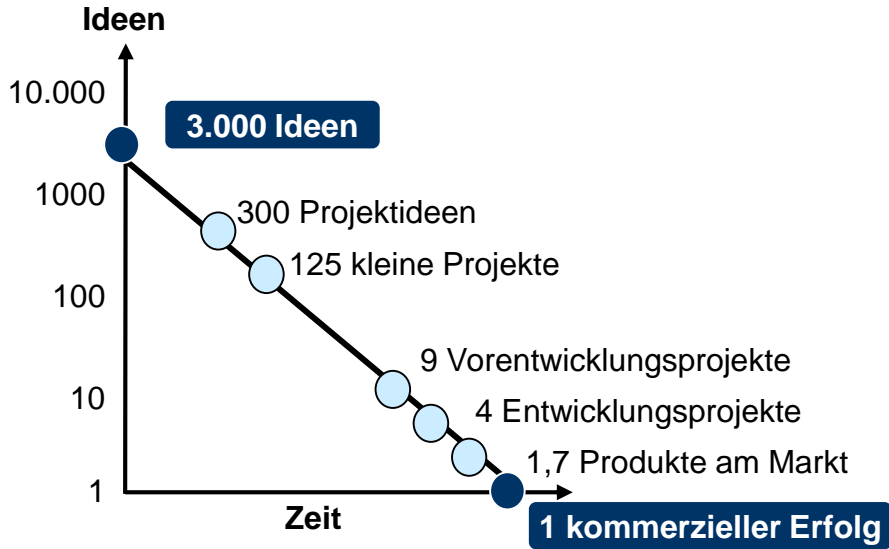 Ideen
10.000
3.000 Ideen
1000
300 Projektideen
125 kleine Projekte
100
9 Vorentwicklungsprojekte
10
4 Entwicklungsprojekte
1,7 Produkte am Markt
1
Zeit
1 kommerzieller Erfolg